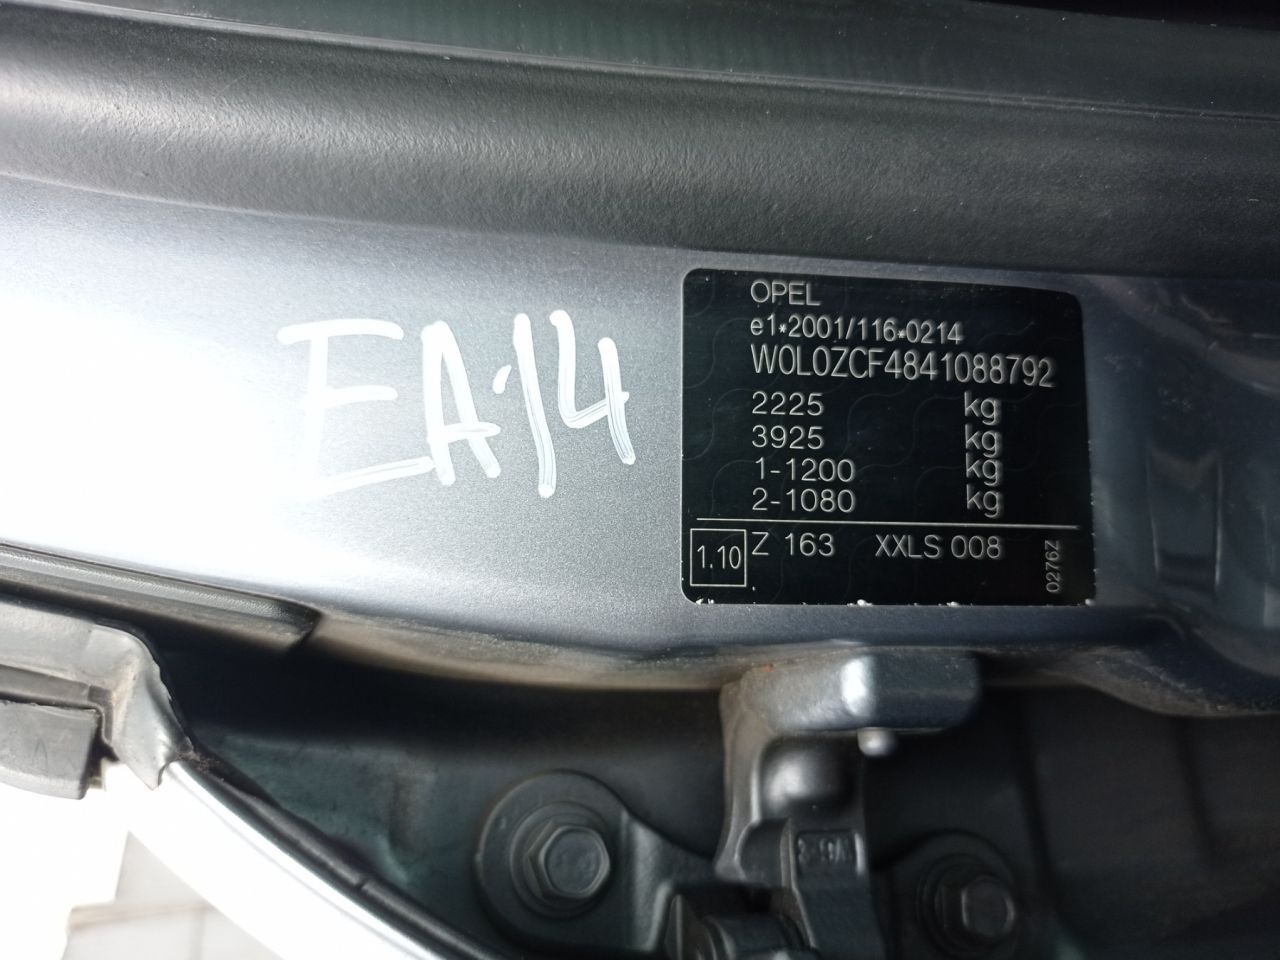 EA·14
OPEL
e1*2001/116*0214
W0L0ZCF4841088792
2225 kg
3925 kg
1-1200 kg
2-1080 kg
1.10 Z 163 XXLS 008
0276Z